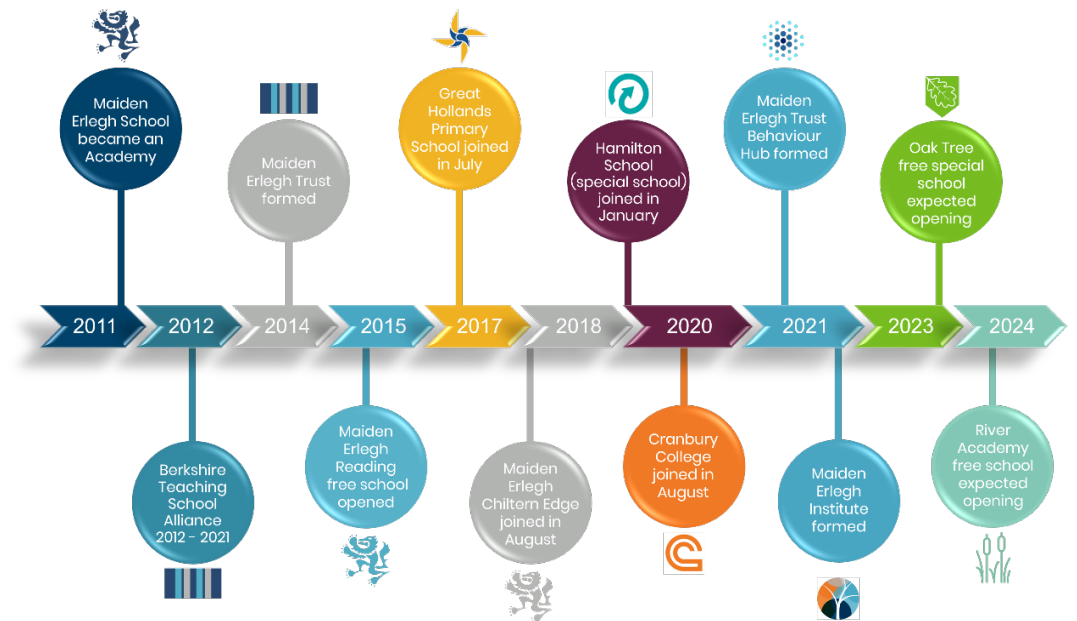 Maiden
Erlegh School
became an
Academy
Maiden
Erlegh Trust
formed
Great
Hollands
Primary
School joined
in July
Hamilton
School
(special school)
joined in
January
Maiden
Erlegh Trust
Behaviour
Hub formed
Oak Tree
free special
school
expected
opening
2011
2012
2014
2015
2017
2018
2020
2021
2023
2024
Berkshire
Teaching
School
Alliance
2012 - 2021
Maiden
Erlegh
Reading
free school
opened
Maiden
Erlegh
Chiltern Edge
joined in
August
Cranbury
College
joined in
August
Maiden
Erlegh
Institute
formed
River
Academy
free school
expected
opening